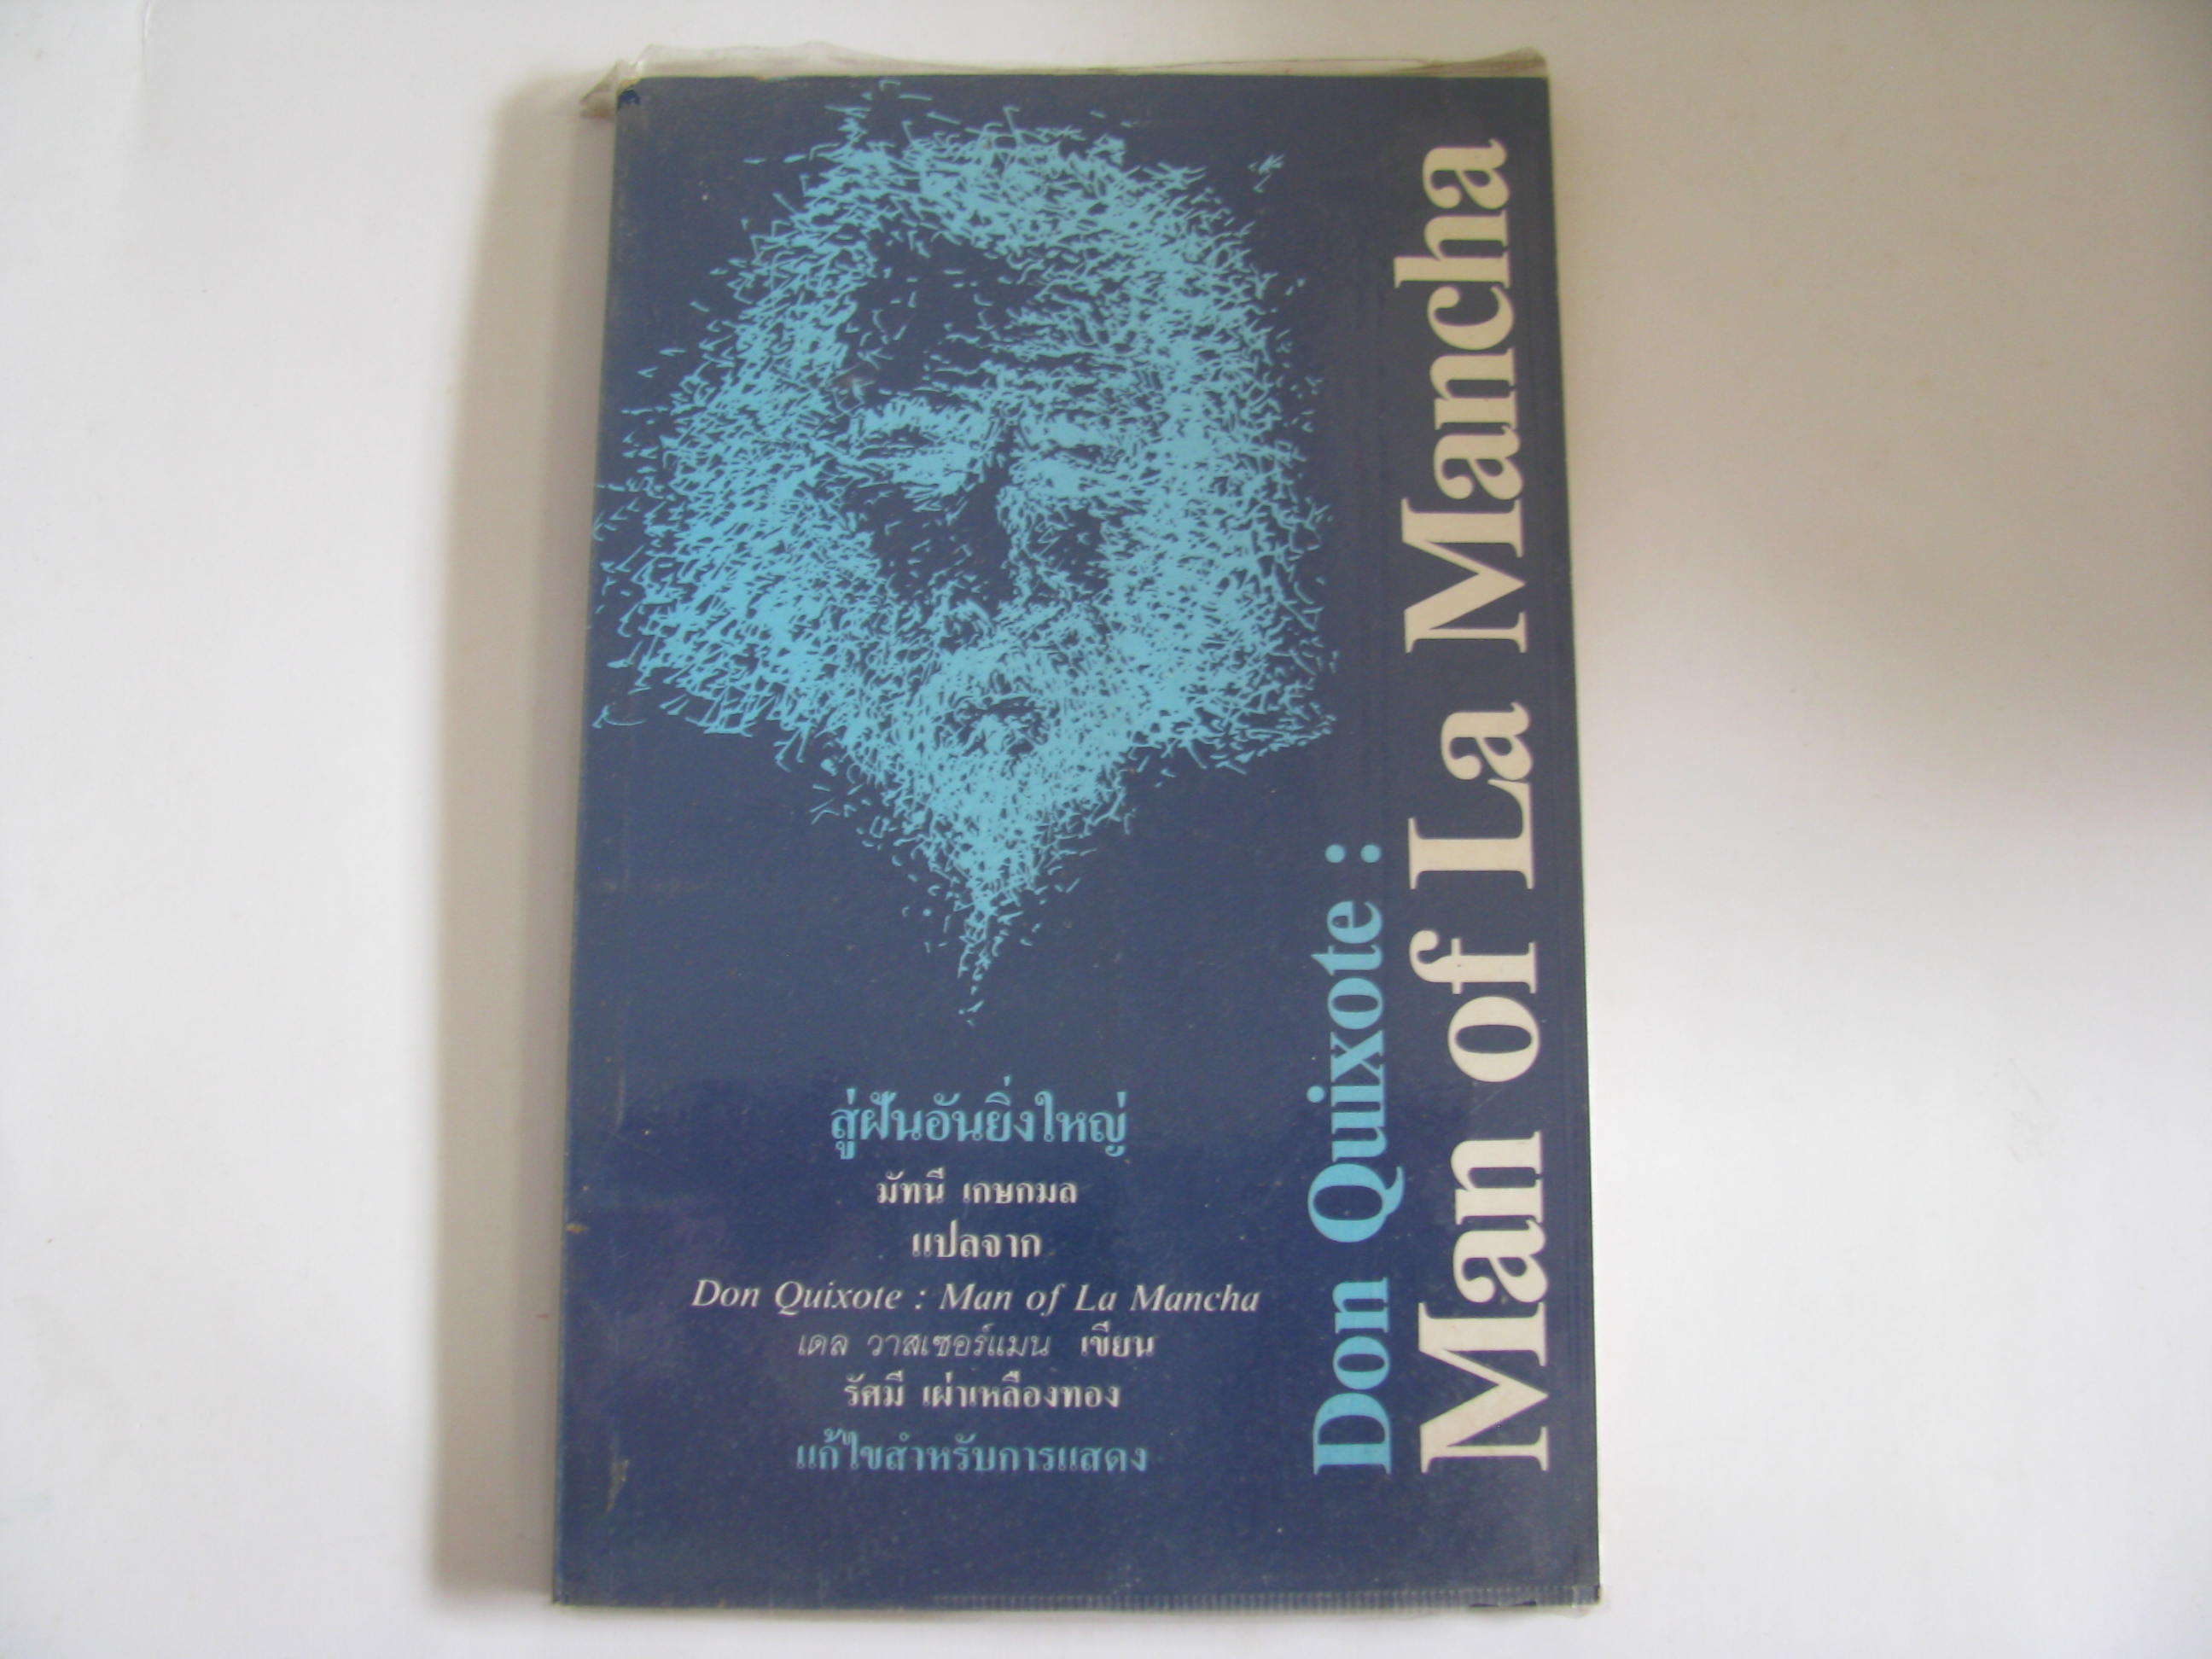 Don Quixote :
Man of La Mancha
สู่ฝันอันยิ่งใหญ่
มัทนี เกษกมล
แปลจาก
Don Quixote : Man of La Mancha
เดล วาสเซอร์แมน เขียน
รัศมี เผ่าเหลืองทอง
แก้ไขสำหรับการแสดง